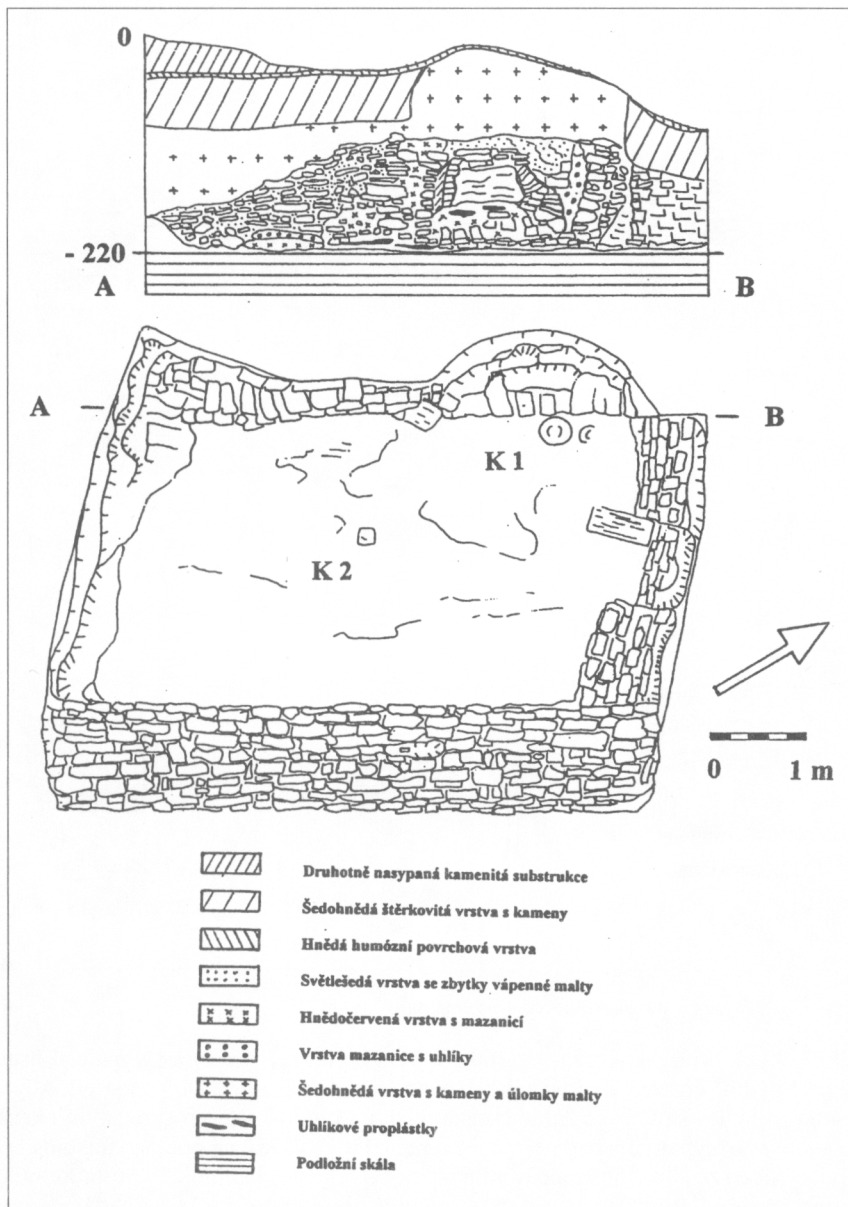 0
- 220
A
B
A
B
K 1
K 2
0 1 m
Druhotně nasypaná kamenitá substrukce
Šedohnědá štěrkovitá vrstva s kameny
Hnědá humózní povrchová vrstva
Světlešedá vrstva se zbytky vápenné malty
Hnědočervená vrstva s mazanicí
Vrstva mazanice s uhlíky
Šedohnědá vrstva s kameny a úlomky malty
Uhlíkové proplástky
Podložní skála